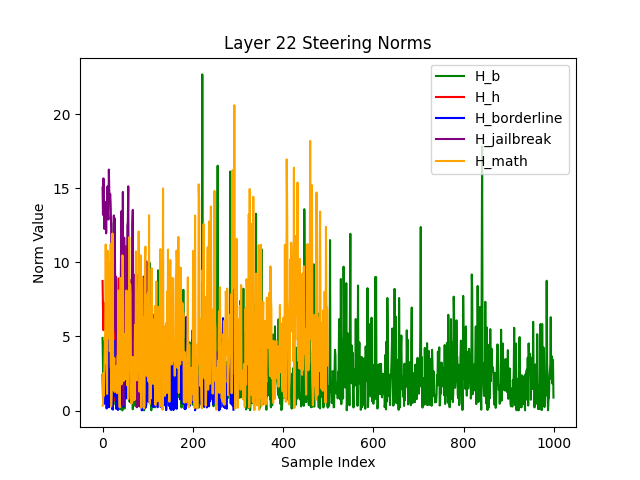 Layer 22 Steering Norms
H_b
H_h
H_borderline
H_jailbreak
H_math
Norm Value
20
15
10
5
0
0
200
400
600
800
1000
Sample Index